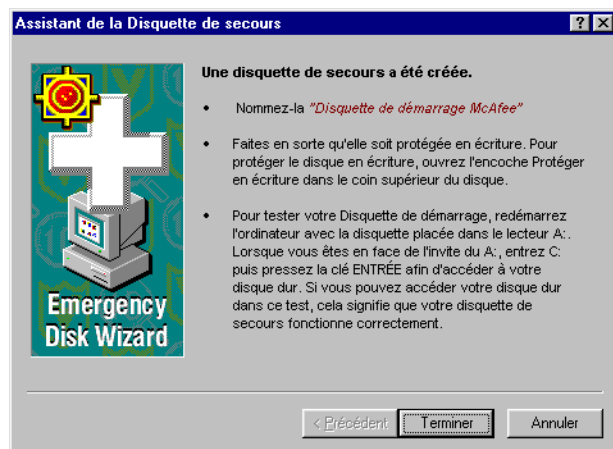 Assistant de la Disquette de secours
Une disquette de secours a été créée.
• Nommez-la "Disquette de démarrage McAfee"
• Faites en sorte qu'elle soit protégée en écriture. Pour
protéger le disque en écriture, ouvrez l'encoche Protéger
en écriture dans le coin supérieur du disque.
• Pour tester votre Disquette de démarrage, redémarrez
l'ordinateur avec la disquette placée dans le lecteur A:.
Lorsque vous êtes en face de l'invite du A:, entrez C:
puis pressez la clé ENTRÉE afin d'accéder à votre
disque dur. Si vous pouvez accéder votre disque dur
dans ce test, cela signifie que votre disquette de
secours fonctionne correctement.
Emergency
Disk Wizard
< Précédent
Terminer
Annuler